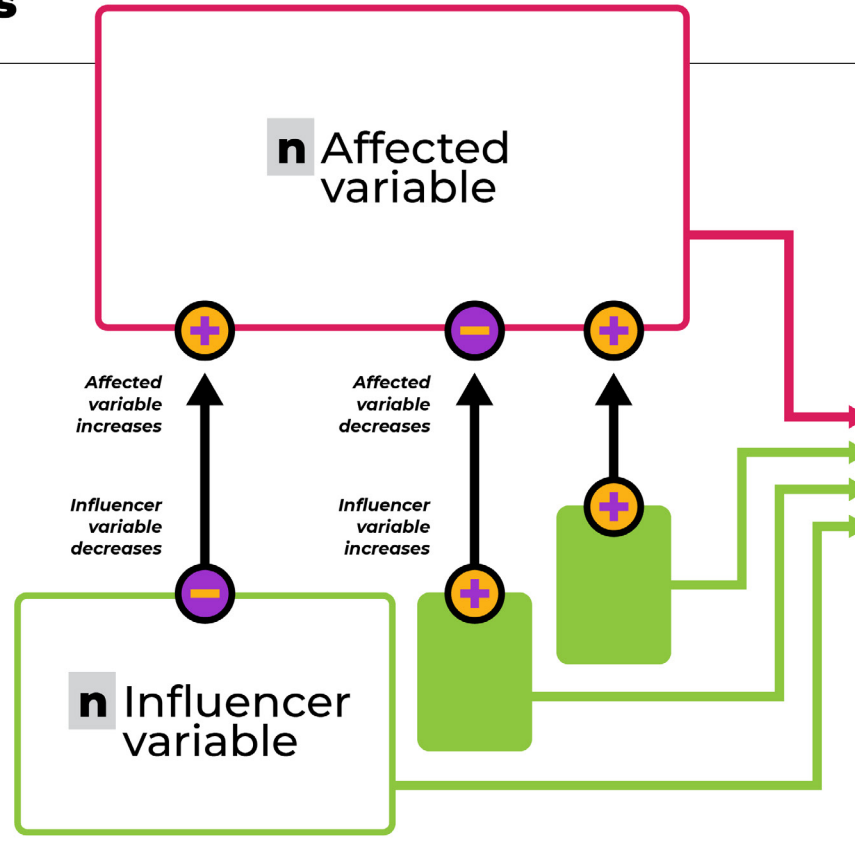 s
n Affected
variable
+
−
+
Affected
variable
increases
Affected
variable
decreases
Influencer
variable
decreases
Influencer
variable
increases
+
−
+
n Influencer
variable